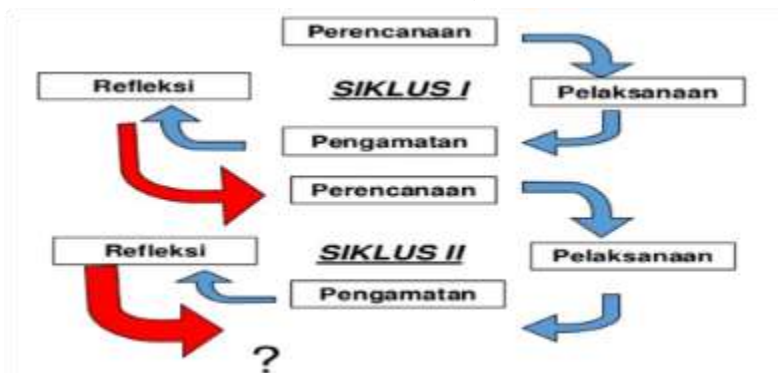 Perencanaan
Refleksi
SIKLUS I
Pelaksanaan
Pengamatan
Perencanaan
Refleksi
SIKLUS II
Pelaksanaan
Pengamatan
?